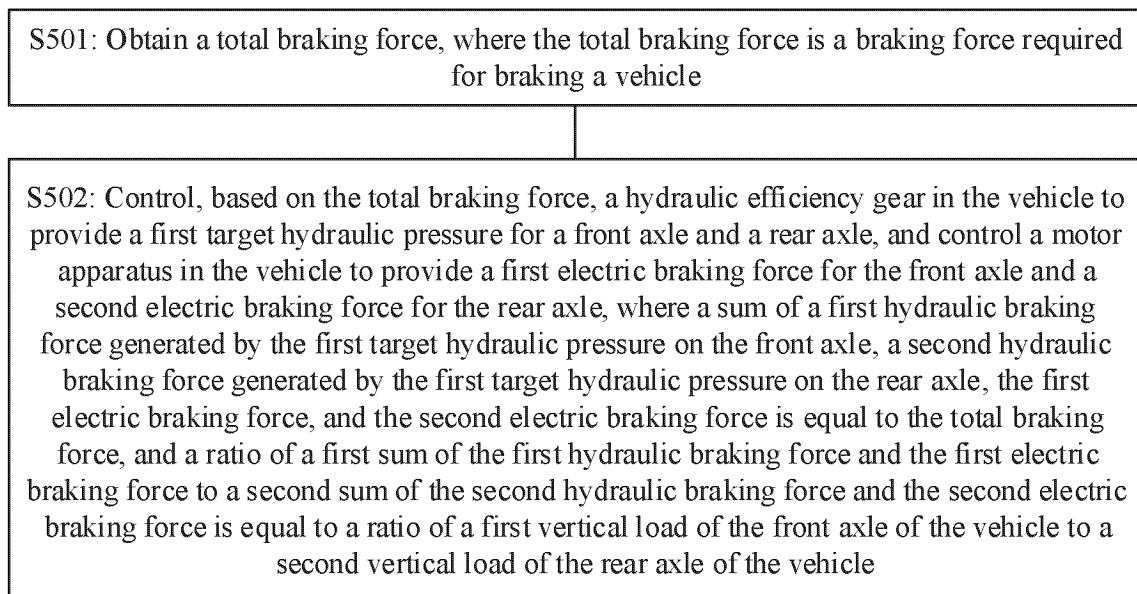 S501: Obtain a total braking force, where the total braking force is a braking force required
for braking a vehicle
S502: Control, based on the total braking force, a hydraulic efficiency gear in the vehicle to
provide a first target hydraulic pressure for a front axle and a rear axle, and control a motor
apparatus in the vehicle to provide a first electric braking force for the front axle and a
second electric braking force for the rear axle, where a sum of a first hydraulic braking
force generated by the first target hydraulic pressure on the front axle, a second hydraulic
braking force generated by the first target hydraulic pressure on the rear axle, the first
electric braking force, and the second electric braking force is equal to the total braking
force, and a ratio of a first sum of the first hydraulic braking force and the first electric
braking force to a second sum of the second hydraulic braking force and the second electric
braking force is equal to a ratio of a first vertical load of the front axle of the vehicle to a
second vertical load of the rear axle of the vehicle